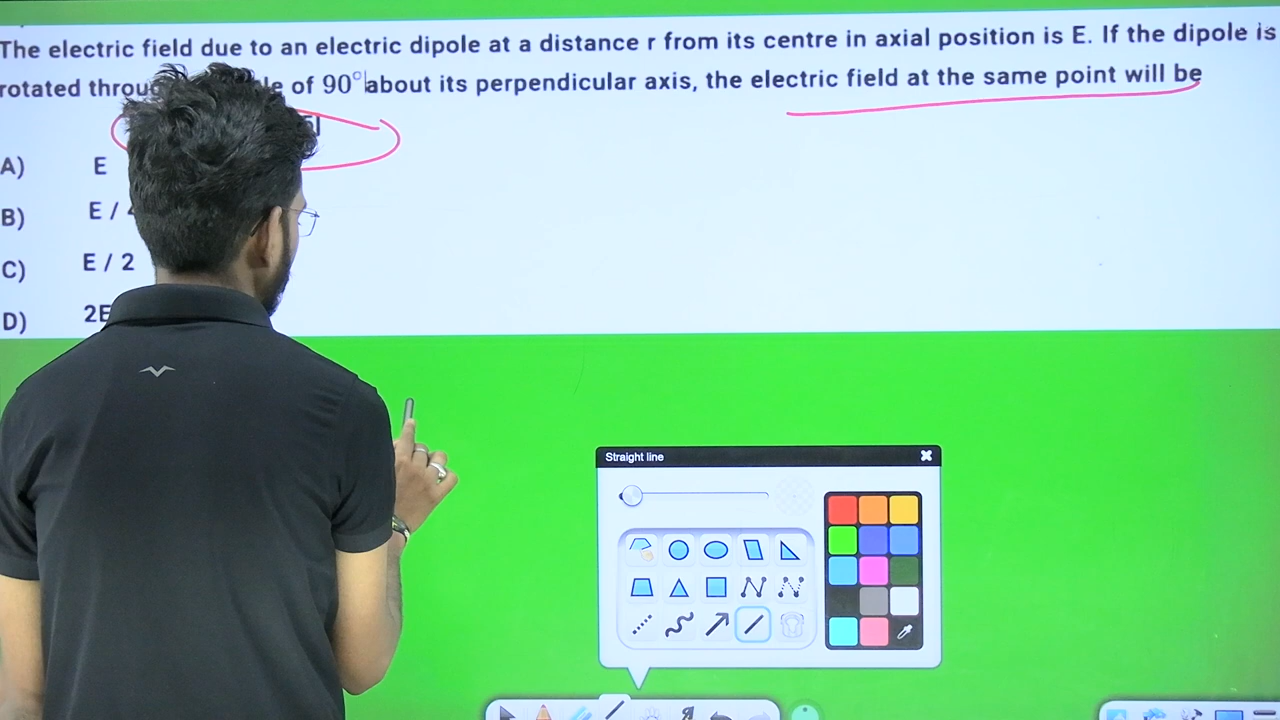 The electric field due to an electric dipole at a distance r from its centre in axial position is E. If the dipole is
rotated of 90° about its perpendicular axis, the electric field at the same point will be
A) E
B) E /
C) E / 2
D) 2E
Straight line